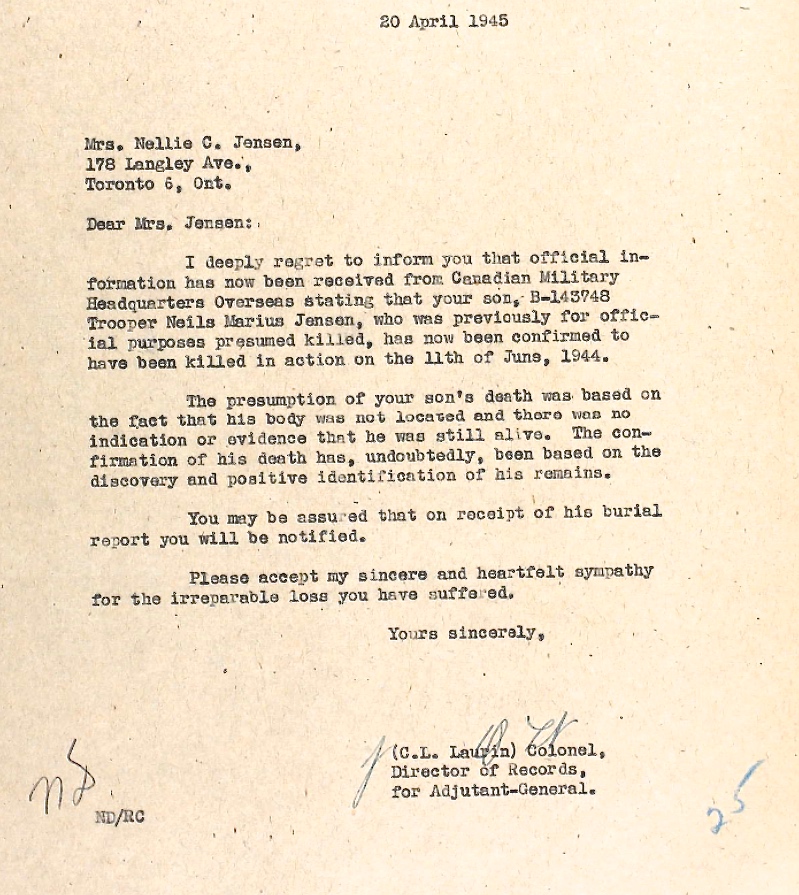 20 April 1945
Mrs. Nellie C. Jensen,
178 Langley Ave.,
Toronto 6, Ont.
Dear Mrs. Jensen:
I deeply regret to inform you that official in-
formation has now been received from Canadian Military
Headquarters Overseas stating that your son, B-143748
Trooper Neils Marius Jensen, who was previously for offic-
ial purposes presumed killed, has now been confirmed to
have been killed in action on the 11th of June, 1944.
The presumption of your son's death was based on
the fact that his body was not located and there was no
indication or evidence that he was still alive. The con-
firmation of his death has, undoubtedly, been based on the
discovery and positive identification of his remains.
You may be assured that on receipt of his burial
report you will be notified.
Please accept my sincere and heartfelt sympathy
for the irreparable loss you have suffered.
Yours sincerely,
(C.L. Laurin) Colonel,
Director of Records,
for Adjutant-General.
ND/RC
25